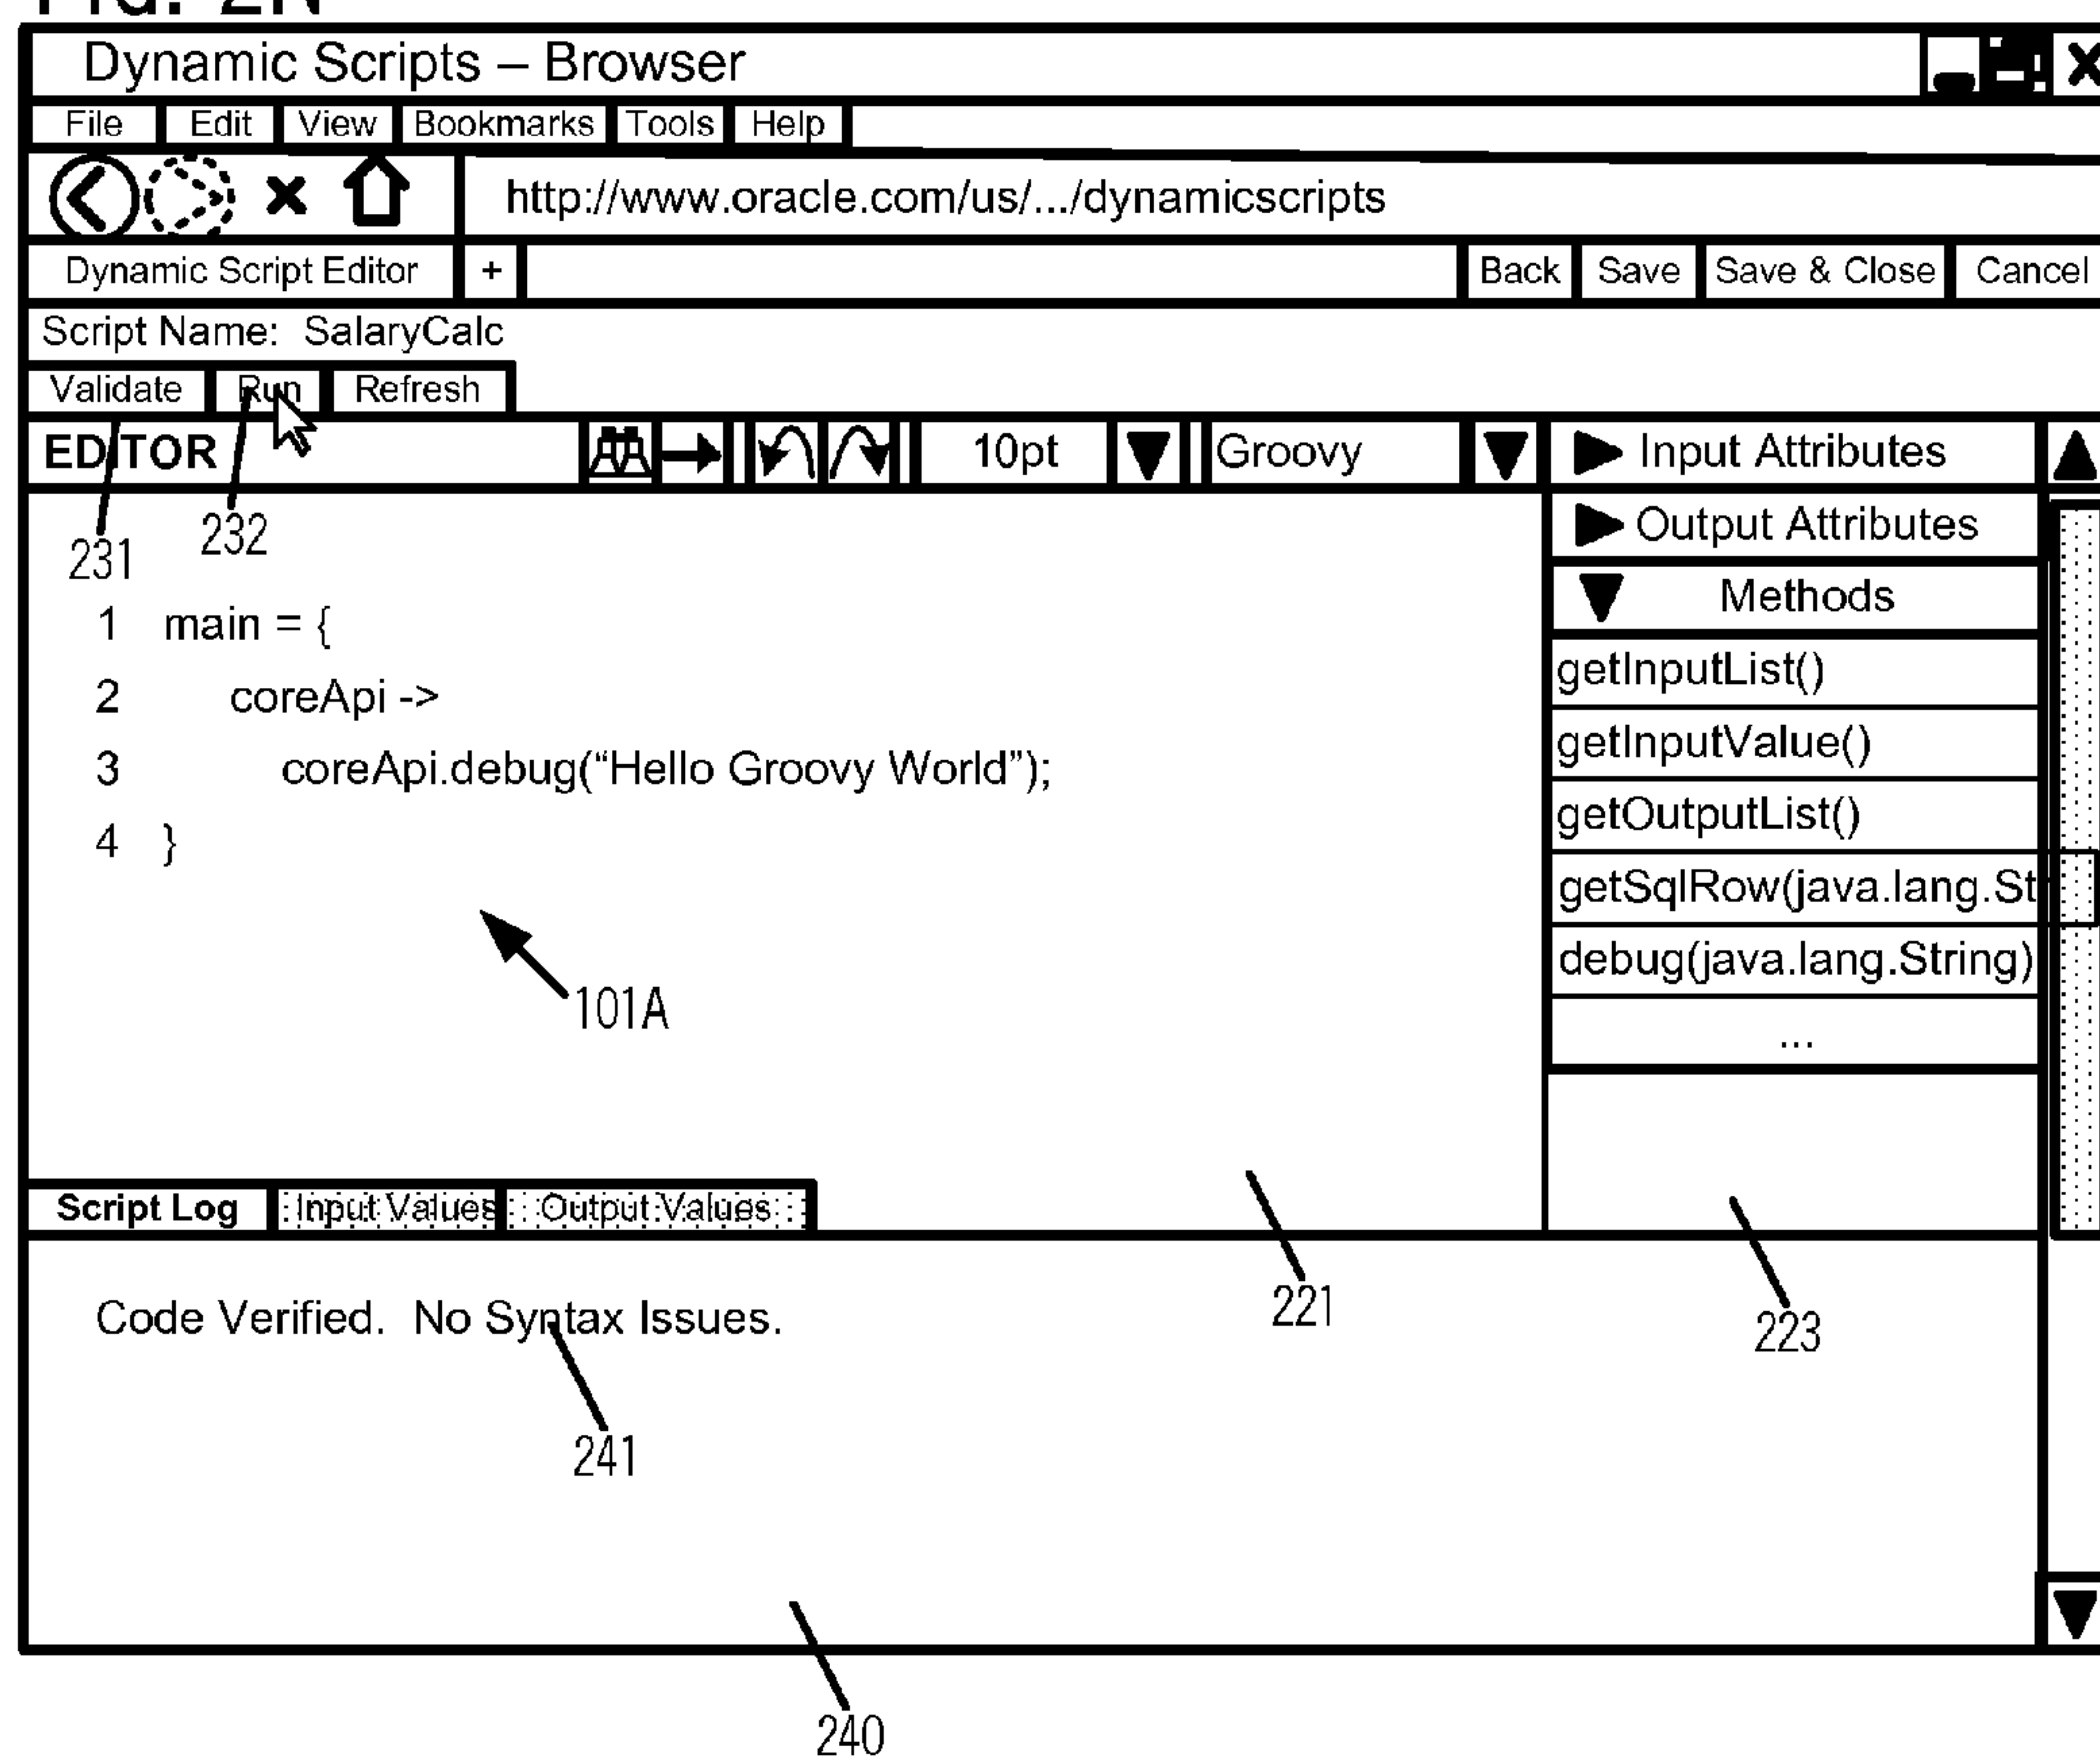 FIG. 2N
Dynamic Scripts – Browser
File Edit View Bookmarks Tools Help
http://www.oracle.com/us/.../dynamicscripts
Dynamic Script Editor + Back Save Save & Close Cancel
Script Name: SalaryCalc
Validate Run Refresh
EDITOR 10pt Groovy Input Attributes
Output Attributes
231 232
Methods
1 main = {
2 coreApi ->
3 coreApi.debug(“Hello Groovy World”);
4 }
getInputList()
getInputValue()
getOutputList()
getSqlRow(java.lang.St
debug(java.lang.String)
...
101A
Script Log Input Values Output Values
221
223
Code Verified. No Syntax Issues.
241
240